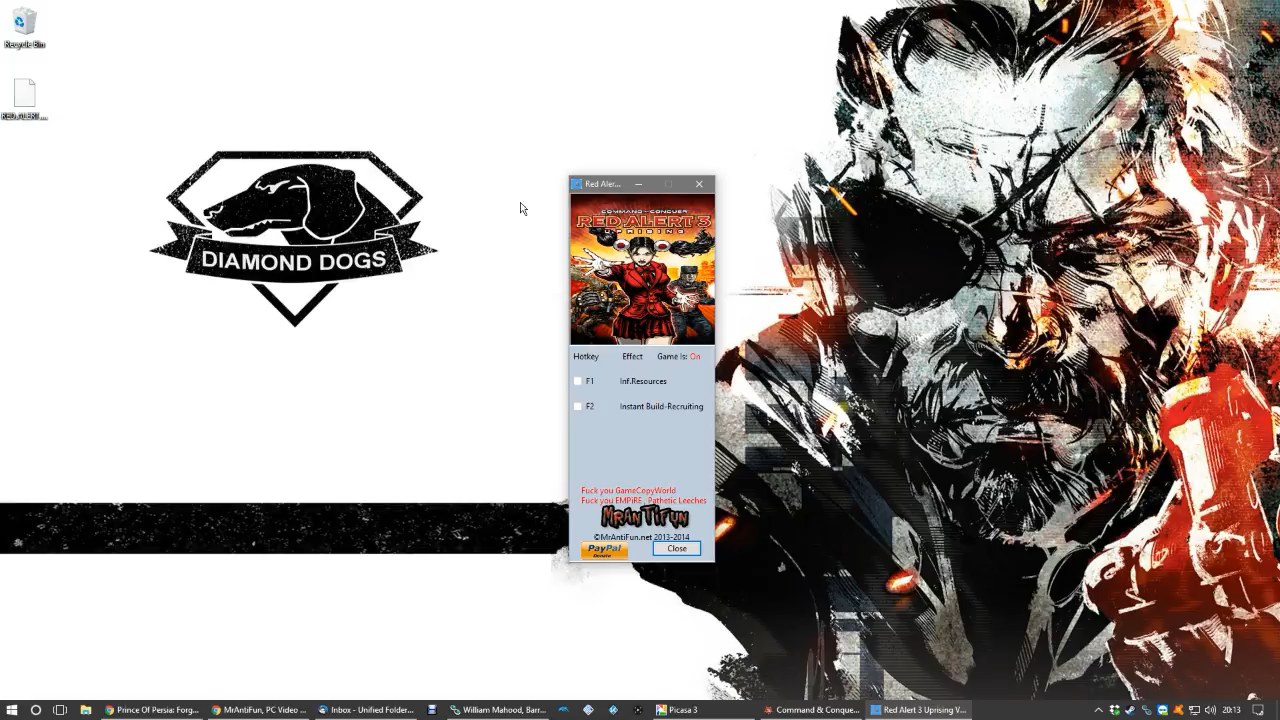 Recycle Bin
RED.ALERT....
DIAMOND DOGS
Red Aler...
COMMAND & CONQUER
RED ALERT 3
UPRISING
Hotkey Effect Game Is: On
F1 Inf.Resources
F2 Instant Build-Recruiting
Fuck you GameCopyWorld
Fuck you EMPiRE , Pathetic Leeches
MRANTIFUN
©MrAntiFun.net 2013-2014
PayPal
Donate
Close
Prince Of Persia: Forg...
MrAntiFun, PC Video ...
Inbox - Unified Folder...
William Mahood, Barr...
Picasa 3
Command & Conque...
Red Alert 3 Uprising V...
20:13